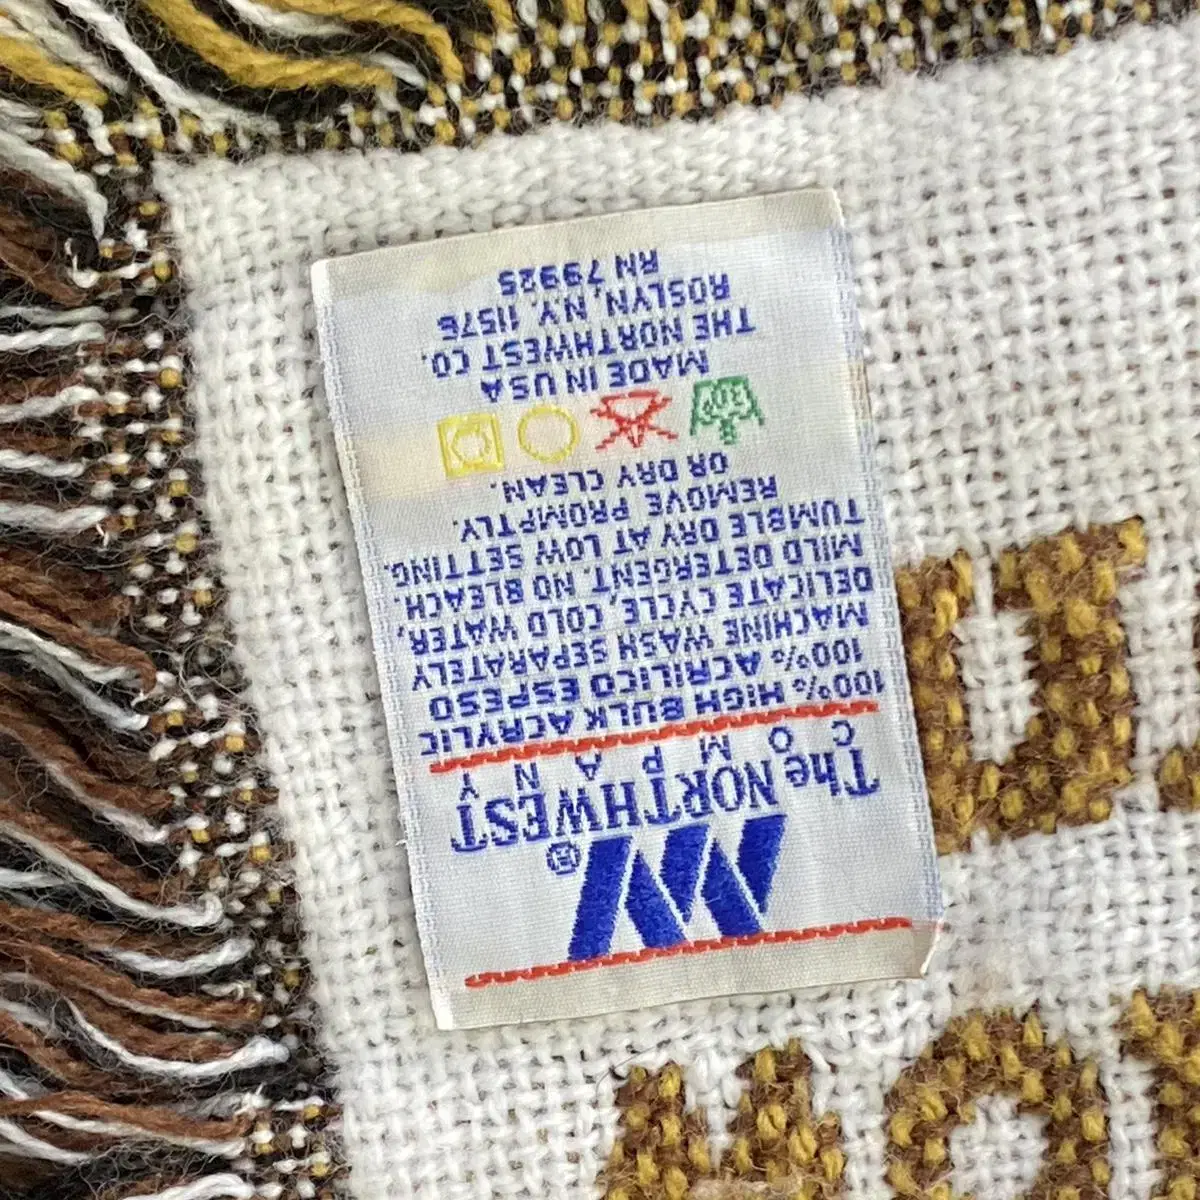 The NORTHWEST®
COMPANY
100% HIGH BULK ACRYLIC
100% ACRILICO ESPESO
MACHINE WASH SEPARATELY
DELICATE CYCLE, COLD WATER,
MILD DETERGENT, NO BLEACH.
TUMBLE DRY AT LOW SETTING.
REMOVE PROMPTLY.
OR DRY CLEAN.
30°
MADE IN USA
THE NORTHWEST CO.
ROSLYN, N.Y. 11576
RN 79925